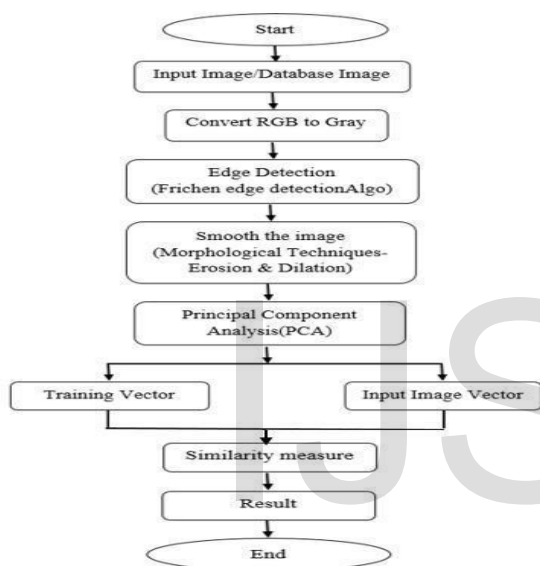 Start
Input Image/Database Image
Convert RGB to Gray
Edge Detection
(Frichen edge detectionAlgo)
Smooth the image
(Morphological Techniques-
Erosion & Dilation)
Principal Component
Analysis(PCA)
Training Vector
Input Image Vector
Similarity measure
Result
End
IJS